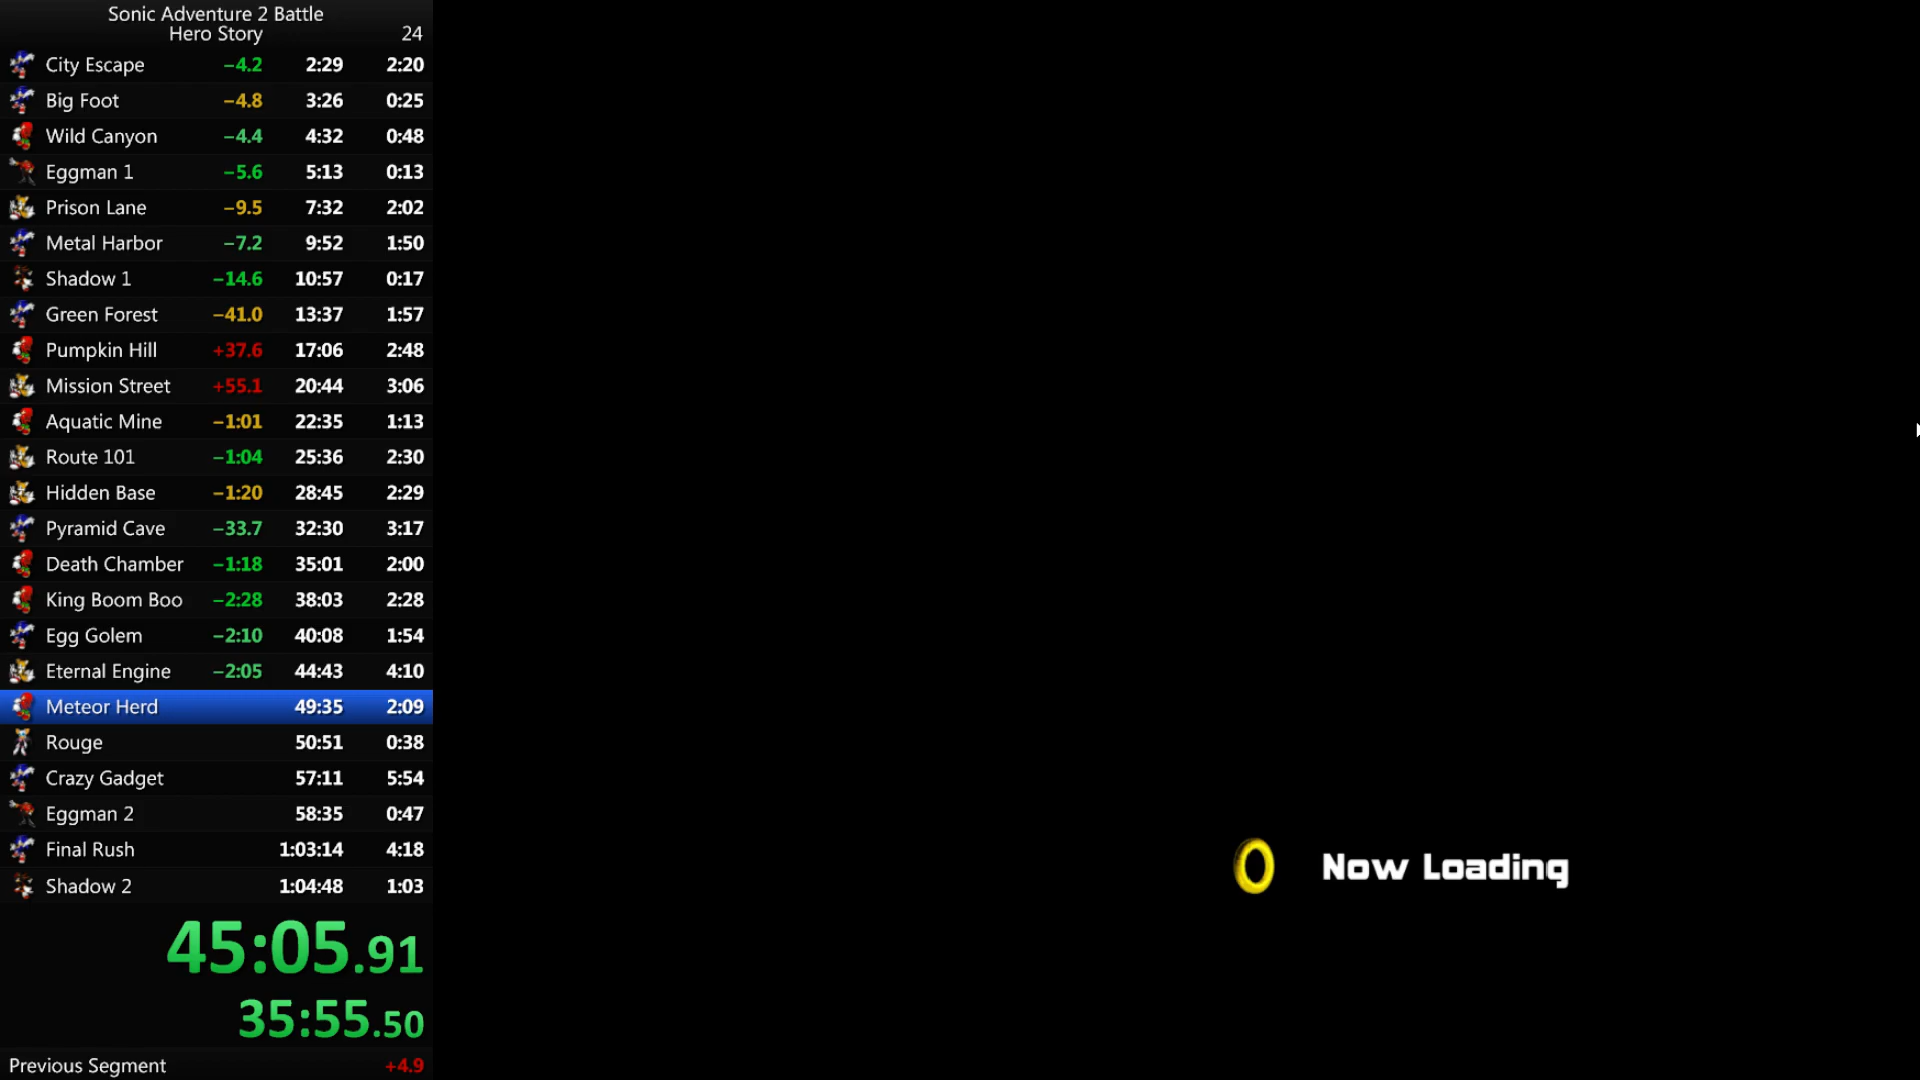 Sonic Adventure 2 Battle
Hero Story 24
City Escape −4.2 2:29 2:20
Big Foot −4.8 3:26 0:25
Wild Canyon −4.4 4:32 0:48
Eggman 1 −5.6 5:13 0:13
Prison Lane −9.5 7:32 2:02
Metal Harbor −7.2 9:52 1:50
Shadow 1 −14.6 10:57 0:17
Green Forest −41.0 13:37 1:57
Pumpkin Hill +37.6 17:06 2:48
Mission Street +55.1 20:44 3:06
Aquatic Mine −1:01 22:35 1:13
Route 101 −1:04 25:36 2:30
Hidden Base −1:20 28:45 2:29
Pyramid Cave −33.7 32:30 3:17
Death Chamber −1:18 35:01 2:00
King Boom Boo −2:28 38:03 2:28
Egg Golem −2:10 40:08 1:54
Eternal Engine −2:05 44:43 4:10
Meteor Herd 49:35 2:09
Rouge 50:51 0:38
Crazy Gadget 57:11 5:54
Eggman 2 58:35 0:47
Final Rush 1:03:14 4:18
Shadow 2 1:04:48 1:03
45:05.91
35:55.50
Previous Segment +4.9
Now Loading